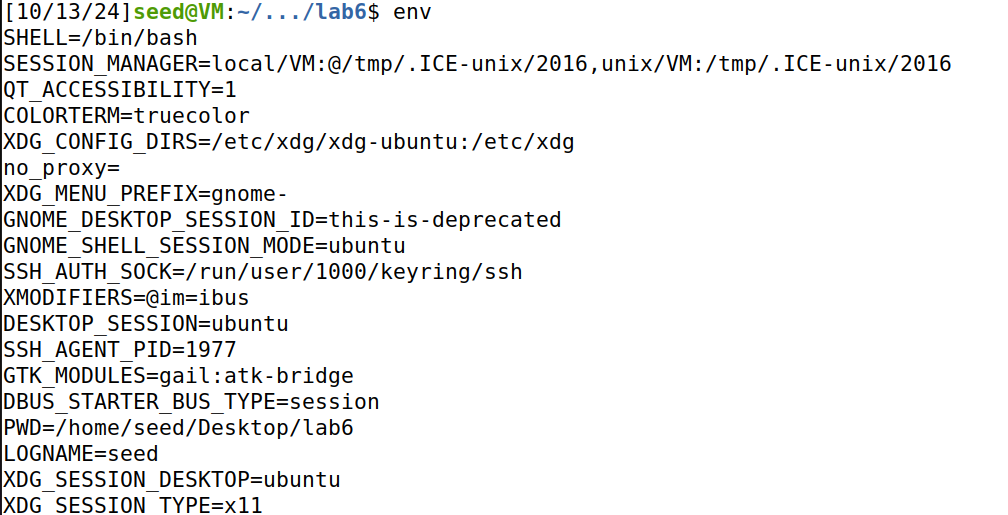 [10/13/24]seed@VM:~/.../lab6$ env
SHELL=/bin/bash
SESSION_MANAGER=local/VM:@/tmp/.ICE-unix/2016,unix/VM:/tmp/.ICE-unix/2016
QT_ACCESSIBILITY=1
COLORTERM=truecolor
XDG_CONFIG_DIRS=/etc/xdg/xdg-ubuntu:/etc/xdg
no_proxy=
XDG_MENU_PREFIX=gnome-
GNOME_DESKTOP_SESSION_ID=this-is-deprecated
GNOME_SHELL_SESSION_MODE=ubuntu
SSH_AUTH_SOCK=/run/user/1000/keyring/ssh
XMODIFIERS=@im=ibus
DESKTOP_SESSION=ubuntu
SSH_AGENT_PID=1977
GTK_MODULES=gail:atk-bridge
DBUS_STARTER_BUS_TYPE=session
PWD=/home/seed/Desktop/lab6
LOGNAME=seed
XDG_SESSION_DESKTOP=ubuntu
XDG_SESSION_TYPE=x11